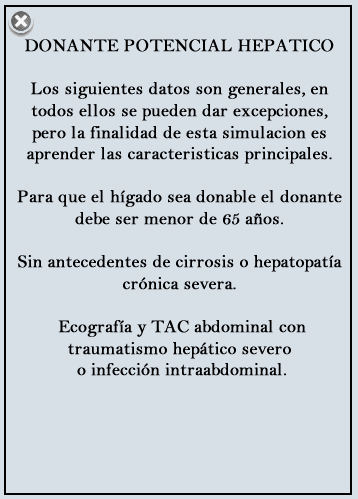 DONANTE POTENCIAL HEPATICO
Los siguientes datos son generales, en
todos ellos se pueden dar excepciones,
pero la finalidad de esta simulacion es
aprender las caracteristicas principales.
Para que el hígado sea donable el donante
debe ser menor de 65 años.
Sin antecedentes de cirrosis o hepatopatía
crónica severa.
Ecografía y TAC abdominal con
traumatismo hepático severo
o infección intraabdominal.